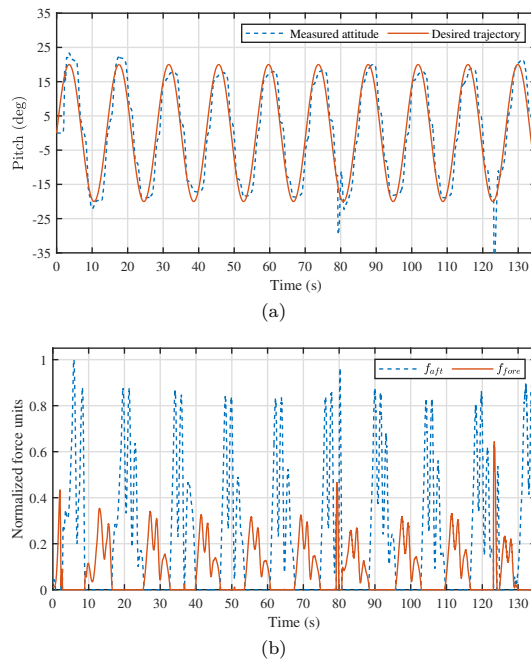 35
25
15
5
-5
-15
-25
-35
Pitch (deg)
Measured attitude
Desired trajectory
0 10 20 30 40 50 60 70 80 90 100 110 120 130
Time (s)
(a)
1
0.8
0.6
0.4
0.2
0
Normalized force units
f_aft
f_fore
0 10 20 30 40 50 60 70 80 90 100 110 120 130
Time (s)
(b)